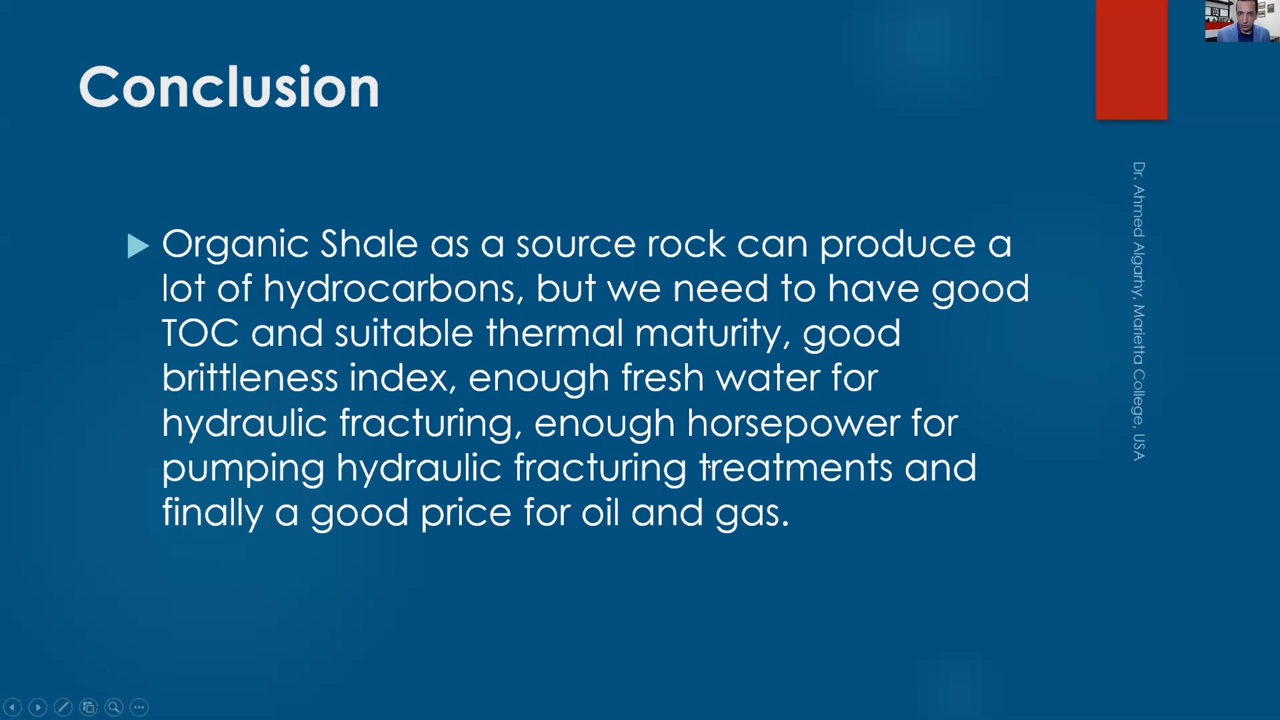 Conclusion
Organic Shale as a source rock can produce a
lot of hydrocarbons, but we need to have good
TOC and suitable thermal maturity, good
brittleness index, enough fresh water for
hydraulic fracturing, enough horsepower for
pumping hydraulic fracturing treatments and
finally a good price for oil and gas.
Dr. Ahmed Algarhy, Marietta College, USA